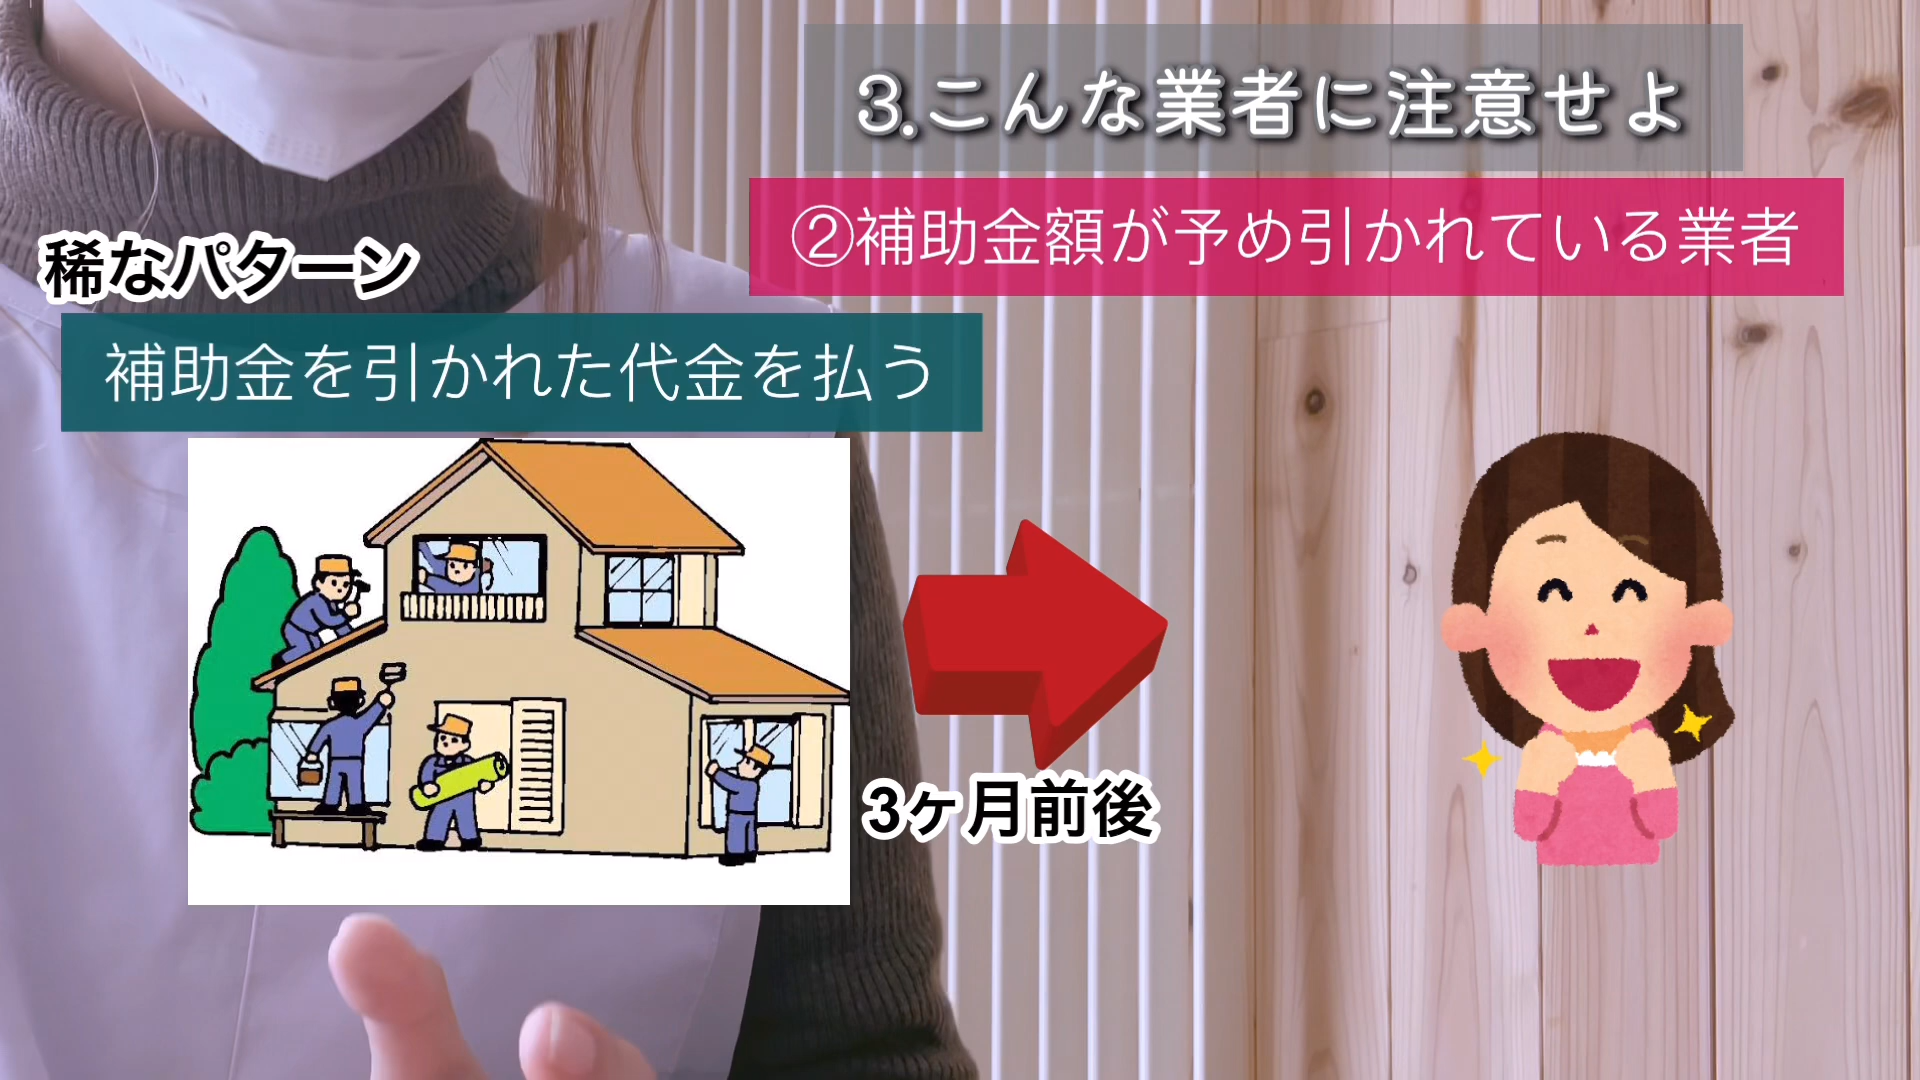 3.こんな業者に注意せよ
②補助金額が予め引かれている業者
稀なパターン
補助金を引かれた代金を払う
3ヶ月前後